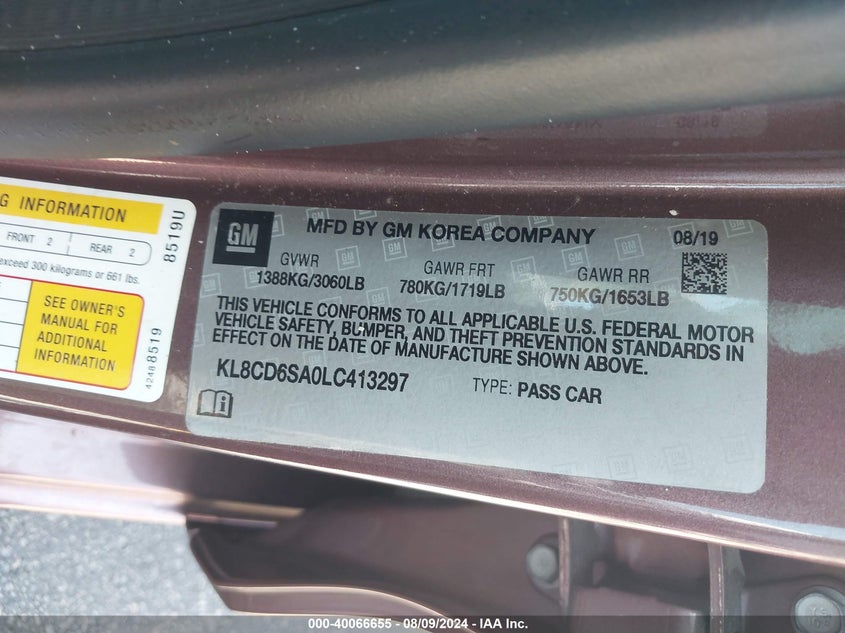 G INFORMATION
FRONT 2 REAR 2
exceed 300 kilograms or 661 lbs.
SEE OWNER'S
MANUAL FOR
ADDITIONAL
INFORMATION
8519U
4248 8519
GM
MFD BY GM KOREA COMPANY 08/19
GVWR GAWR FRT GAWR RR
1388KG/3060LB 780KG/1719LB 750KG/1653LB
THIS VEHICLE CONFORMS TO ALL APPLICABLE U.S. FEDERAL MOTOR
VEHICLE SAFETY, BUMPER, AND THEFT PREVENTION STANDARDS IN
EFFECT ON THE DATE OF MANUFACTURE SHOWN ABOVE.
KL8CD6SA0LC413297 TYPE: PASS CAR
000-40066655 - 08/09/2024 - IAA Inc.